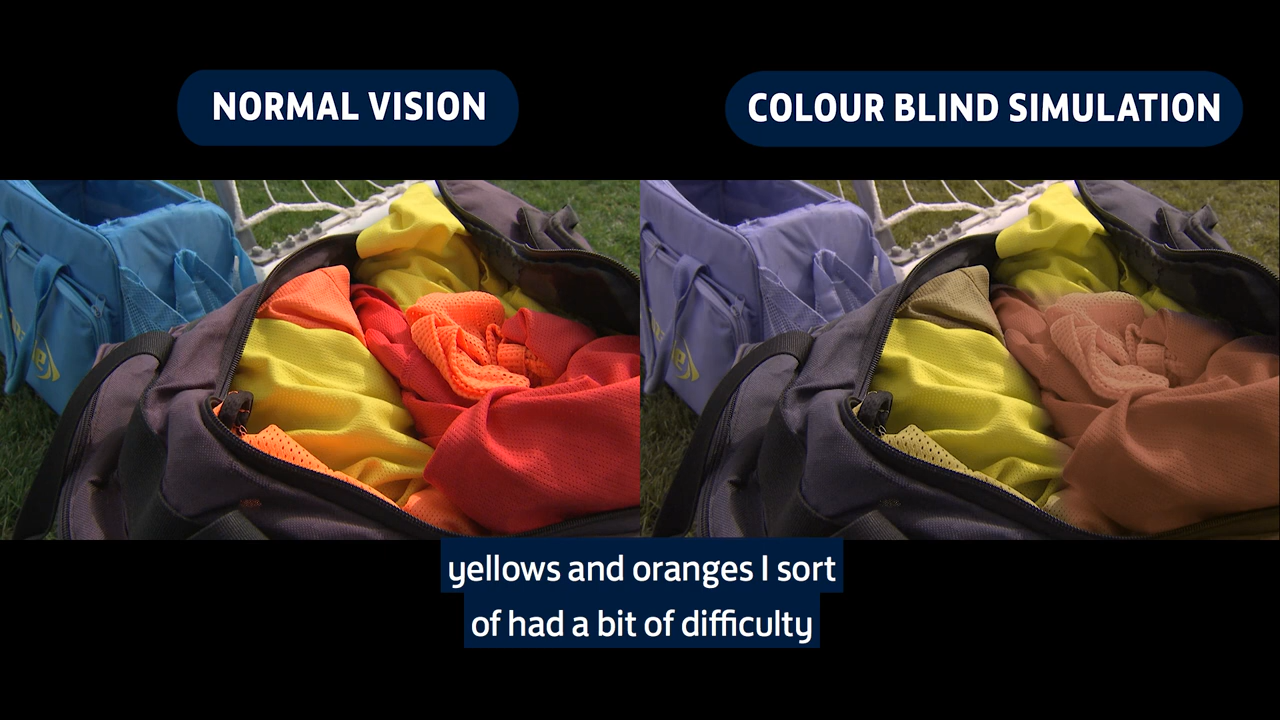 NORMAL VISION
COLOUR BLIND SIMULATION
yellows and oranges I sort
of had a bit of difficulty